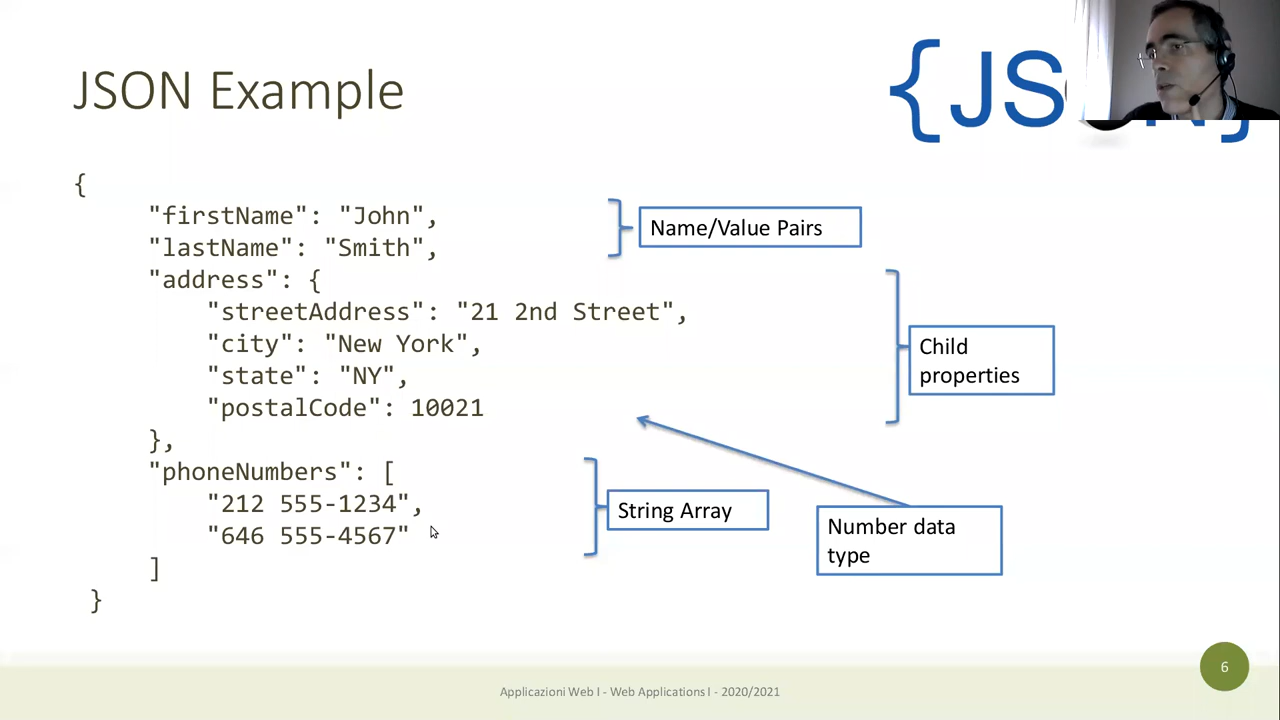 JSON Example
{JS
{
"firstName": "John",
"lastName": "Smith",
"address": {
"streetAddress": "21 2nd Street",
"city": "New York",
"state": "NY",
"postalCode": 10021
},
"phoneNumbers": [
"212 555-1234",
"646 555-4567"
]
}
Name/Value Pairs
Child
properties
String Array
Number data
type
Applicazioni Web I - Web Applications I - 2020/2021
6